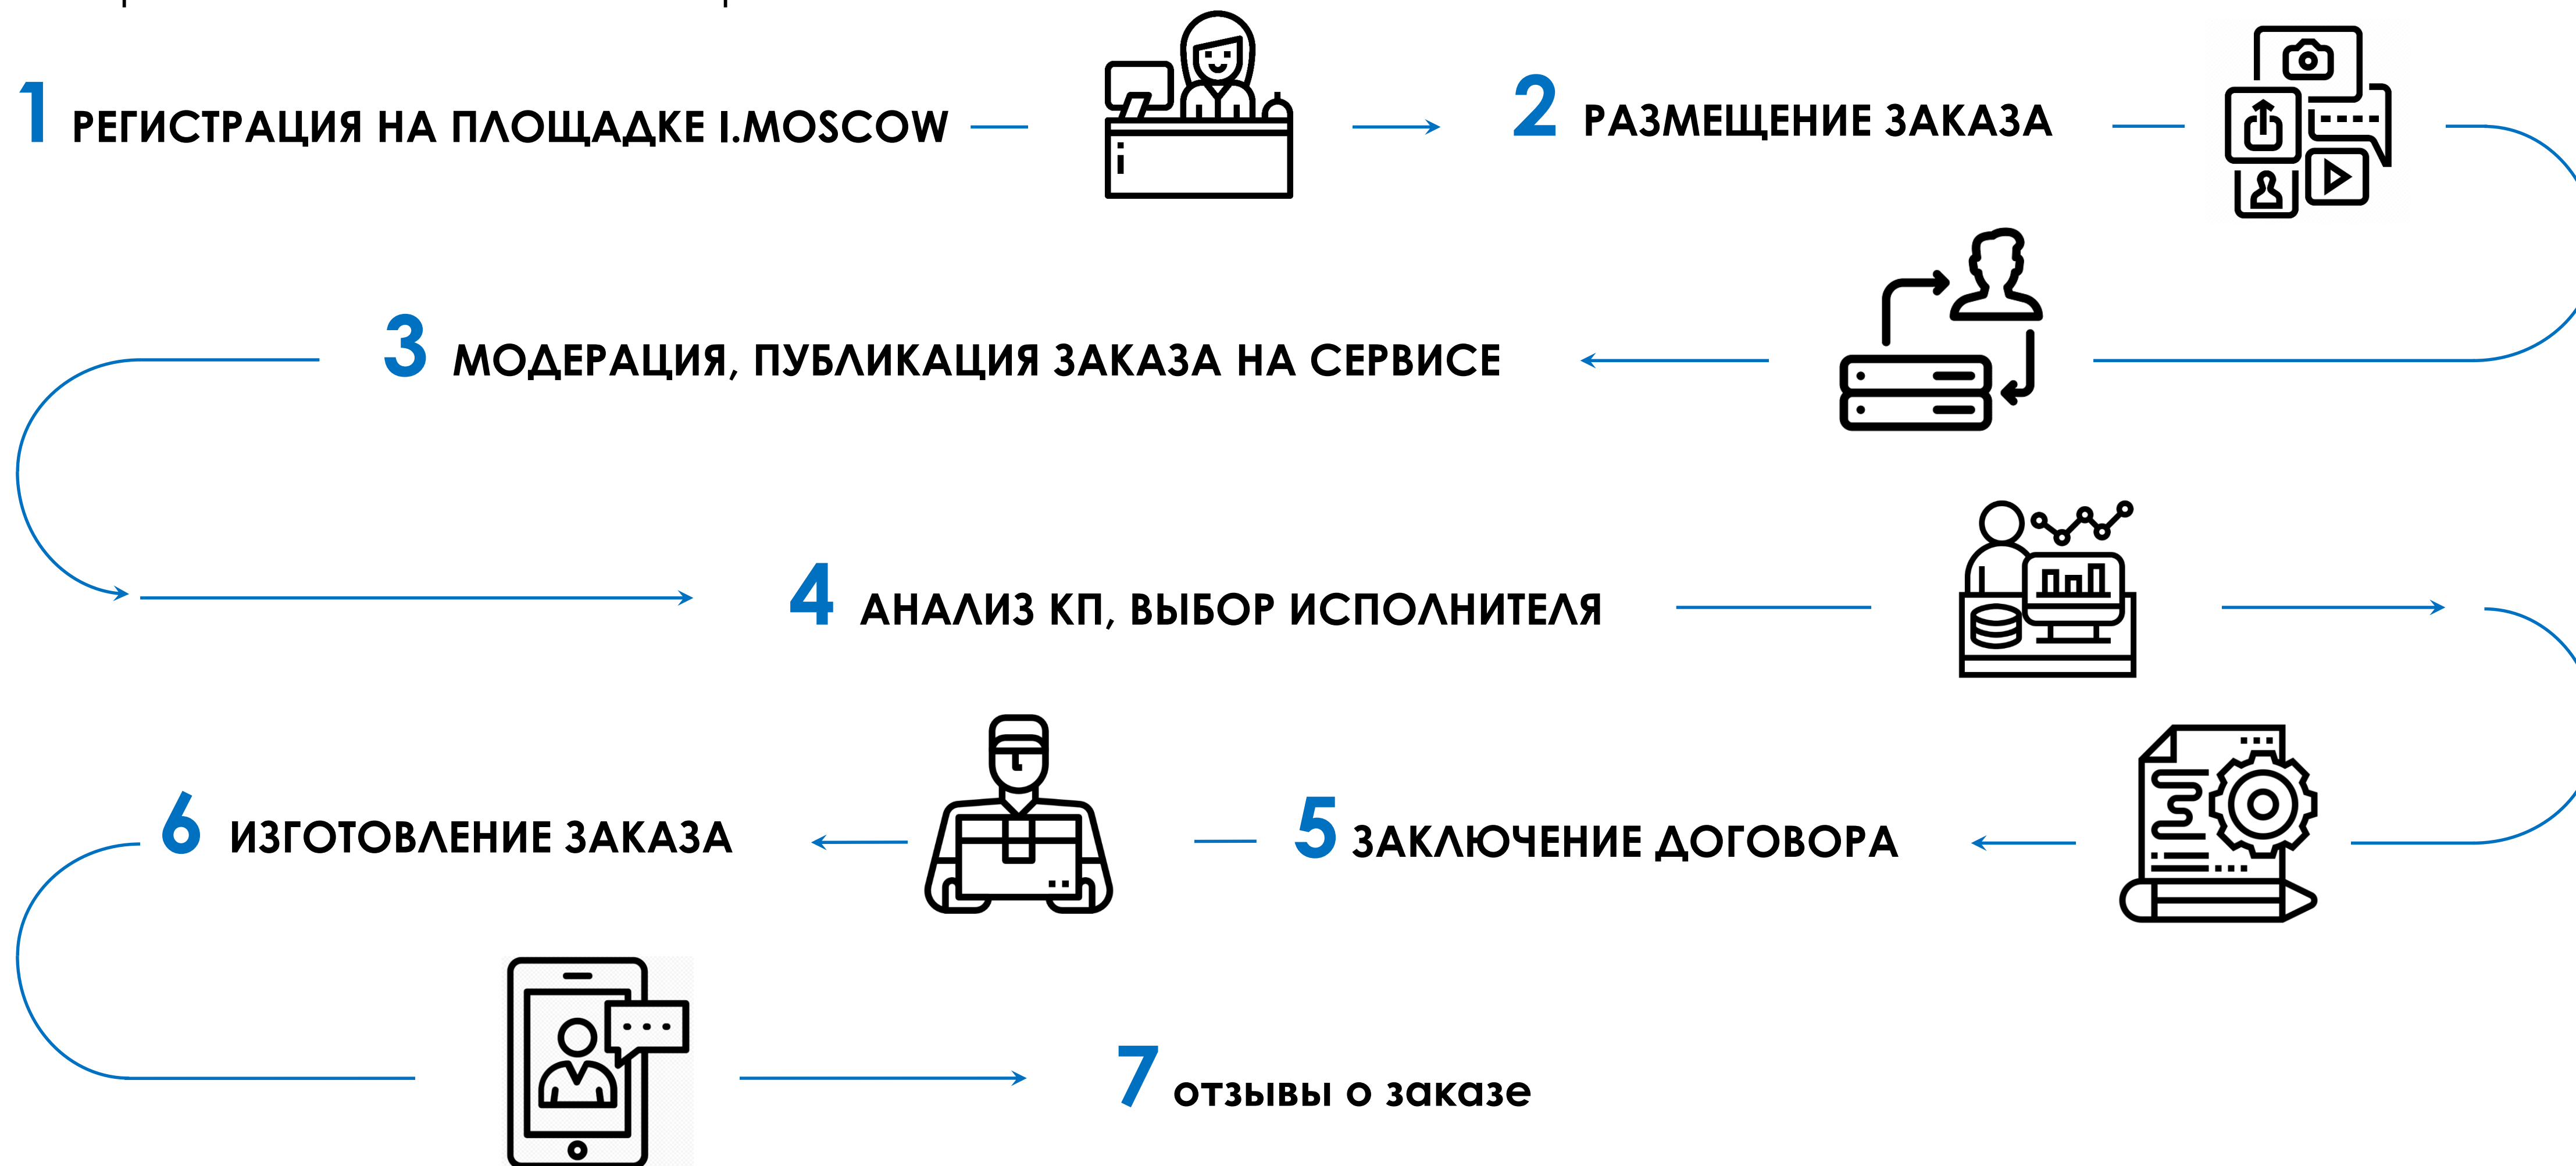 1 РЕГИСТРАЦИЯ НА ПЛОЩАДКЕ I.MOSCOW
2 РАЗМЕЩЕНИЕ ЗАКАЗА
3 МОДЕРАЦИЯ, ПУБЛИКАЦИЯ ЗАКАЗА НА СЕРВИСЕ
4 АНАЛИЗ КП, ВЫБОР ИСПОЛНИТЕЛЯ
5 ЗАКЛЮЧЕНИЕ ДОГОВОРА
6 ИЗГОТОВЛЕНИЕ ЗАКАЗА
7 отзывы о заказе